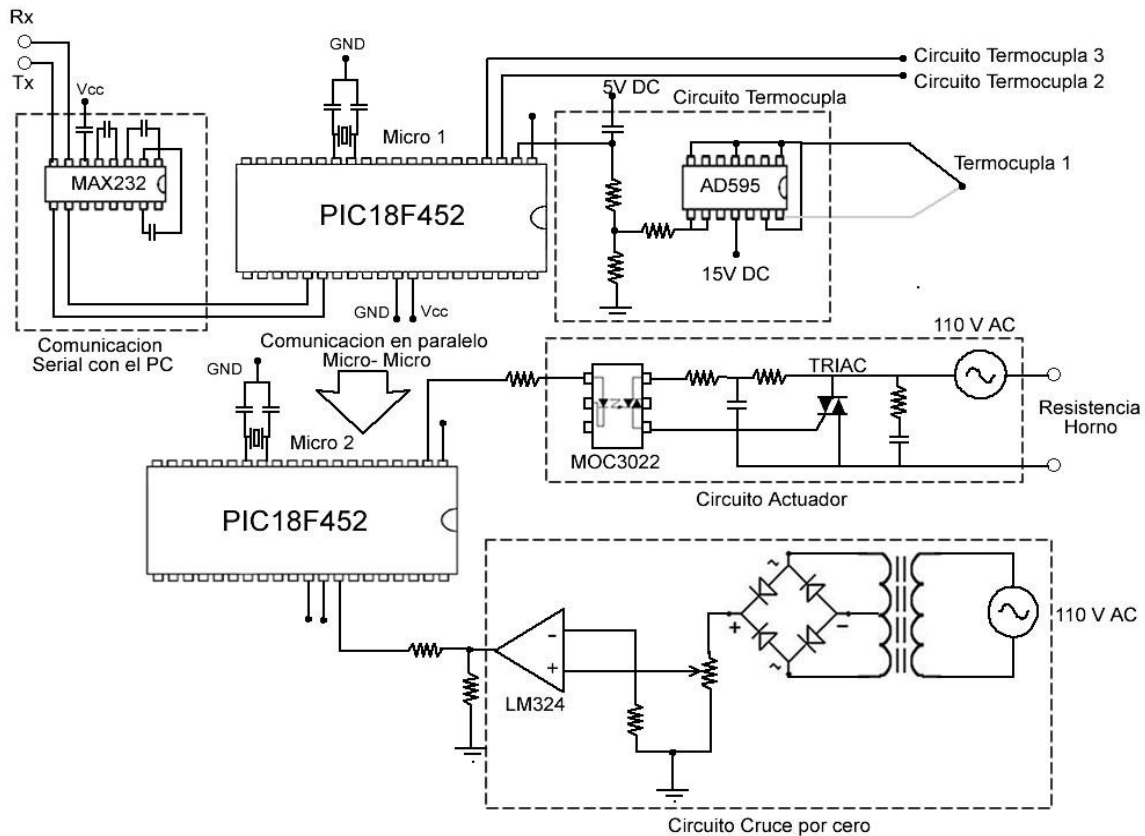 Rx
Tx
Vcc
MAX232
Comunicacion
Serial con el PC
GND
Micro 1
PIC18F452
GND
Vcc
Circuito Termocupla 3
Circuito Termocupla 2
5V DC
Circuito Termocupla
AD595
15V DC
Termocupla 1
Comunicacion en paralelo
Micro- Micro
GND
Micro 2
PIC18F452
110 V AC
TRIAC
MOC3022
Resistencia
Horno
Circuito Actuador
~
+
-
~
110 V AC
-
+
LM324
Circuito Cruce por cero